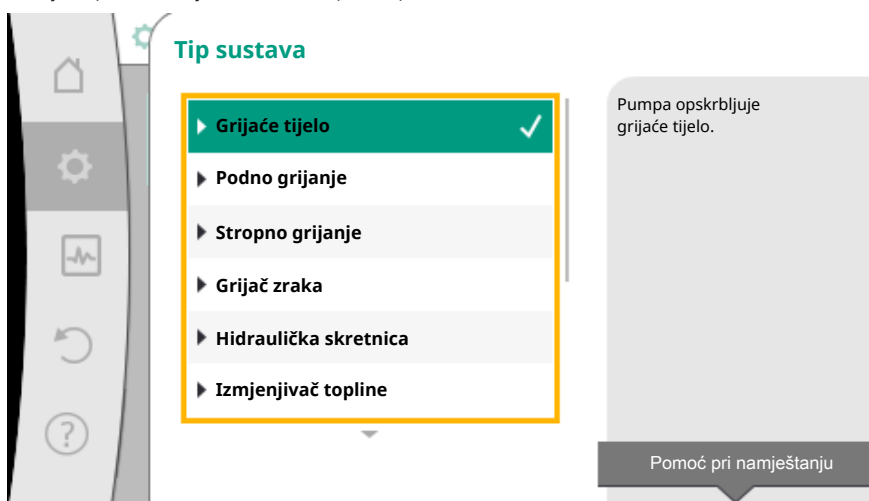 Tip sustava
Grijaće tijelo
Podno grijanje
Stropno grijanje
Grijač zraka
Hidraulička skretnica
Izmjenjivač topline
Pumpa opskrbljuje
grijaće tijelo.
Pomoć pri namještanju